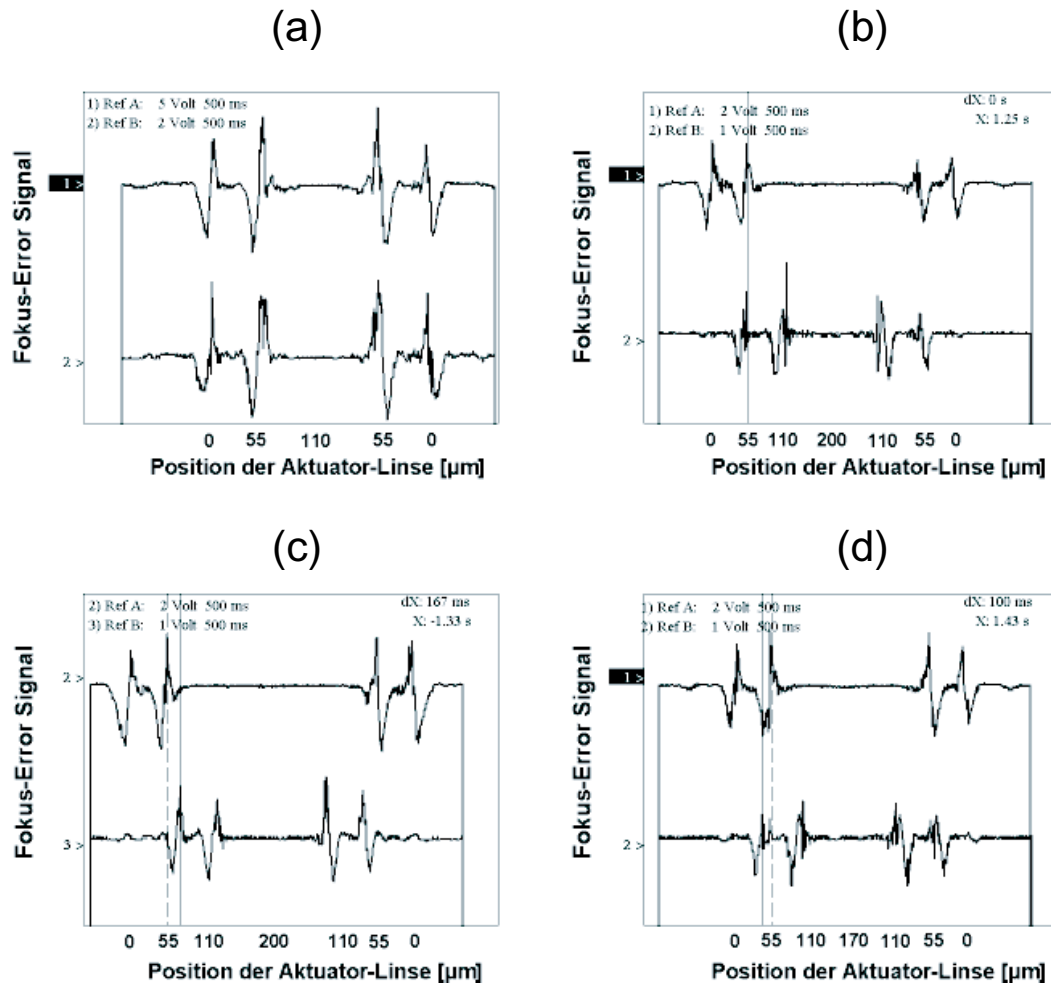 (a)
1) Ref A: 5 Volt 500 ms
2) Ref B: 2 Volt 500 ms
1 >
2 >
Fokus-Error Signal
0 55 110 55 0
Position der Aktuator-Linse [µm]
(b)
dX: 0 s
X: 1.25 s
1) Ref A: 2 Volt 500 ms
2) Ref B: 1 Volt 500 ms
1 >
2 >
Fokus-Error Signal
0 55 110 200 110 55 0
Position der Aktuator-Linse [µm]
(c)
2) Ref A: 2 Volt 500 ms
3) Ref B: 1 Volt 500 ms
dX: 167 ms
X: -1.33 s
2 >
3 >
Fokus-Error Signal
0 55 110 200 110 55 0
Position der Aktuator-Linse [µm]
(d)
1) Ref A: 2 Volt 500 ms
2) Ref B: 1 Volt 500 ms
dX: 100 ms
X: 1.43 s
1 >
2 >
Fokus-Error Signal
0 55 110 170 110 55 0
Position der Aktuator-Linse [µm]